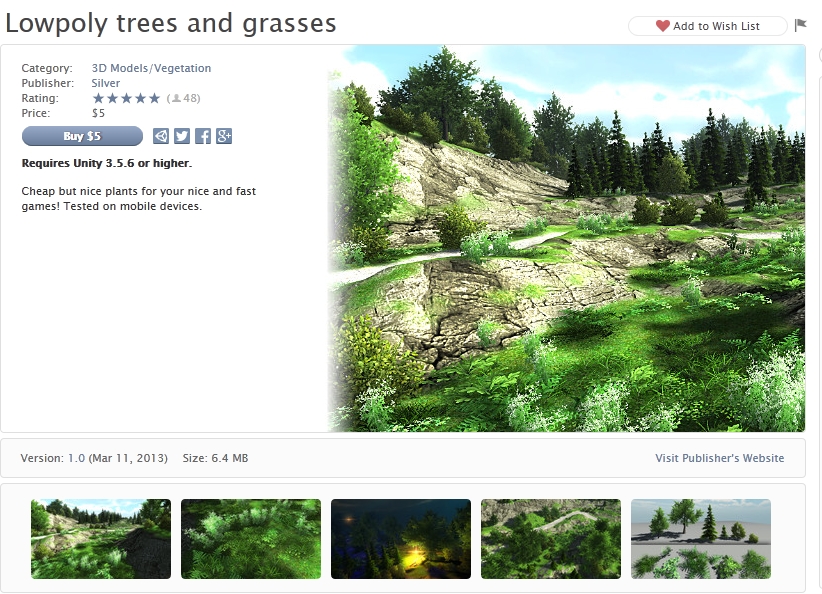 Lowpoly trees and grasses
Add to Wish List
Category: 3D Models/Vegetation
Publisher: Silver
Rating: ★★★★★ (48)
Price: $5
Buy $5
Requires Unity 3.5.6 or higher.
Cheap but nice plants for your nice and fast
games! Tested on mobile devices.
Version: 1.0 (Mar 11, 2013) Size: 6.4 MB
Visit Publisher's Website